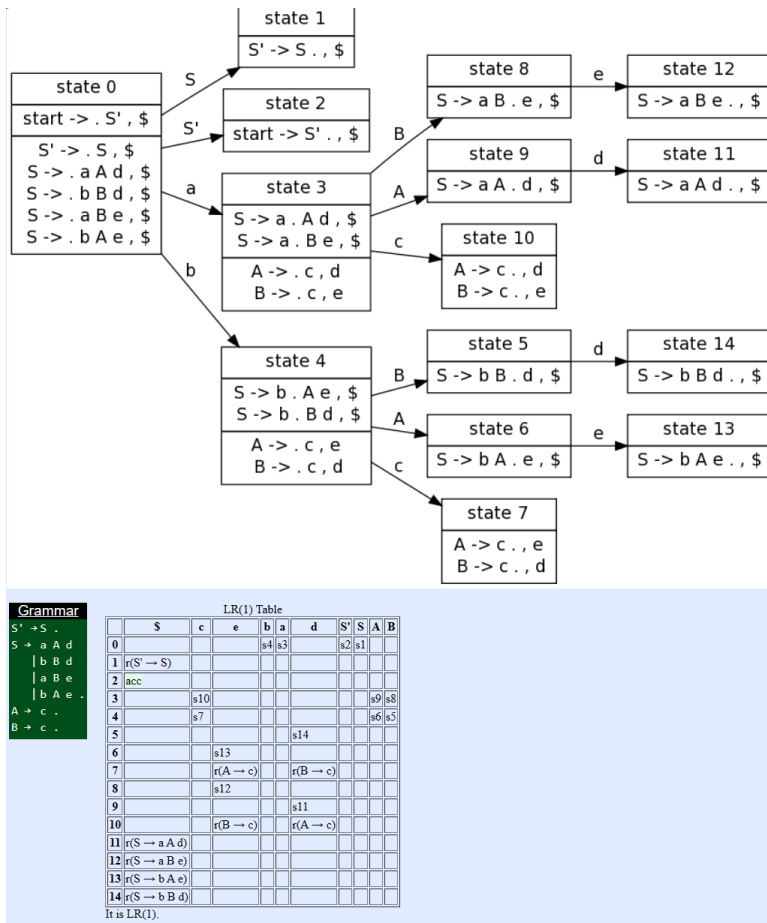 state 0
start -> . S' , $
S' -> . S , $
S -> . a A d , $
S -> . b B d , $
S -> . a B e , $
S -> . b A e , $
S
S'
a
b
state 1
S' -> S . , $
state 2
start -> S' . , $
state 3
S -> a . A d , $
S -> a . B e , $
A -> . c , d
B -> . c , e
B
A
c
state 4
S -> b . A e , $
S -> b . B d , $
A -> . c , e
B -> . c , d
B
A
c
state 8
S -> a B . e , $
e
state 12
S -> a B e . , $
state 9
S -> a A . d , $
d
state 11
S -> a A d . , $
state 10
A -> c . , d
B -> c . , e
state 5
S -> b B . d , $
d
state 14
S -> b B d . , $
state 6
S -> b A . e , $
e
state 13
S -> b A e . , $
state 7
A -> c . , e
B -> c . , d
Grammar
S' → S .
S → a A d
| b B d
| a B e
| b A e .
A → c .
B → c .
LR(1) Table
$ c e b a d S' S A B
0 s4 s3 s2 s1
1 r(S' → S)
2 acc
3 s10 s9 s8
4 s7 s6 s5
5 s14
6 s13
7 r(A → c) r(B → c)
8 s12
9 s11
10 r(B → c) r(A → c)
11 r(S → a A d)
12 r(S → a B e)
13 r(S → b A e)
14 r(S → b B d)
It is LR(1).